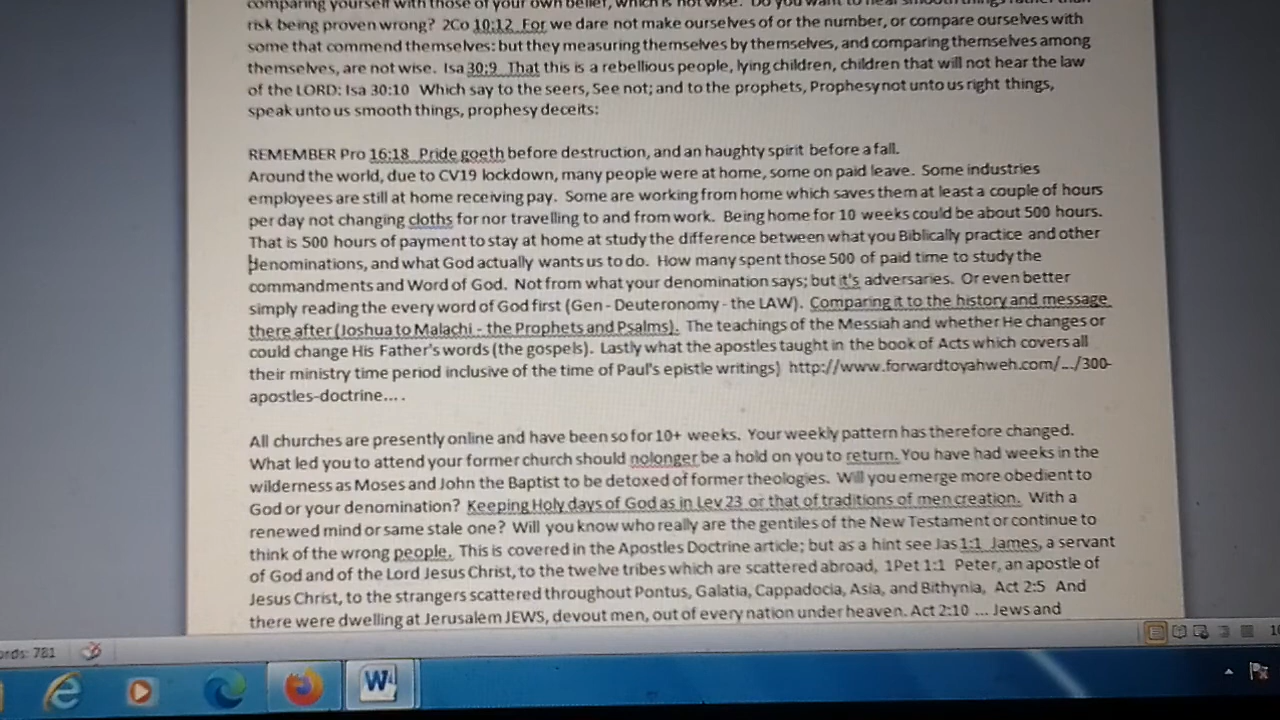 comparing yourself with those of your own belief, which is not wise. Do you want to hear smooth things rather than
risk being proven wrong? 2Co 10:12 For we dare not make ourselves of or the number, or compare ourselves with
some that commend themselves: but they measuring themselves by themselves, and comparing themselves among
themselves, are not wise. Isa 30:9 That this is a rebellious people, lying children, children that will not hear the law
of the LORD: Isa 30:10 Which say to the seers, See not; and to the prophets, Prophesy not unto us right things,
speak unto us smooth things, prophesy deceits:
REMEMBER Pro 16:18 Pride goeth before destruction, and an haughty spirit before a fall.
Around the world, due to CV19 lockdown, many people were at home, some on paid leave. Some industries
employees are still at home receiving pay. Some are working from home which saves them at least a couple of hours
per day not changing cloths for nor travelling to and from work. Being home for 10 weeks could be about 500 hours.
That is 500 hours of payment to stay at home at study the difference between what you Biblically practice and other
denominations, and what God actually wants us to do. How many spent those 500 of paid time to study the
commandments and Word of God. Not from what your denomination says; but it's adversaries. Or even better
simply reading the every word of God first (Gen - Deuteronomy - the LAW). Comparing it to the history and message
there after (Joshua to Malachi - the Prophets and Psalms). The teachings of the Messiah and whether He changes or
could change His Father's words (the gospels). Lastly what the apostles taught in the book of Acts which covers all
their ministry time period inclusive of the time of Paul's epistle writings) http://www.forwardtoyahweh.com/.../300-
apostles-doctrine... .
All churches are presently online and have been so for 10+ weeks. Your weekly pattern has therefore changed.
What led you to attend your former church should nolonger be a hold on you to return. You have had weeks in the
wilderness as Moses and John the Baptist to be detoxed of former theologies. Will you emerge more obedient to
God or your denomination? Keeping Holy days of God as in Lev 23 or that of traditions of men creation. With a
renewed mind or same stale one? Will you know who really are the gentiles of the New Testament or continue to
think of the wrong people. This is covered in the Apostles Doctrine article; but as a hint see Jas 1:1 James, a servant
of God and of the Lord Jesus Christ, to the twelve tribes which are scattered abroad, 1Pet 1:1 Peter, an apostle of
Jesus Christ, to the strangers scattered throughout Pontus, Galatia, Cappadocia, Asia, and Bithynia, Act 2:5 And
there were dwelling at Jerusalem JEWS, devout men, out of every nation under heaven. Act 2:10 ... Jews and
ords: 781